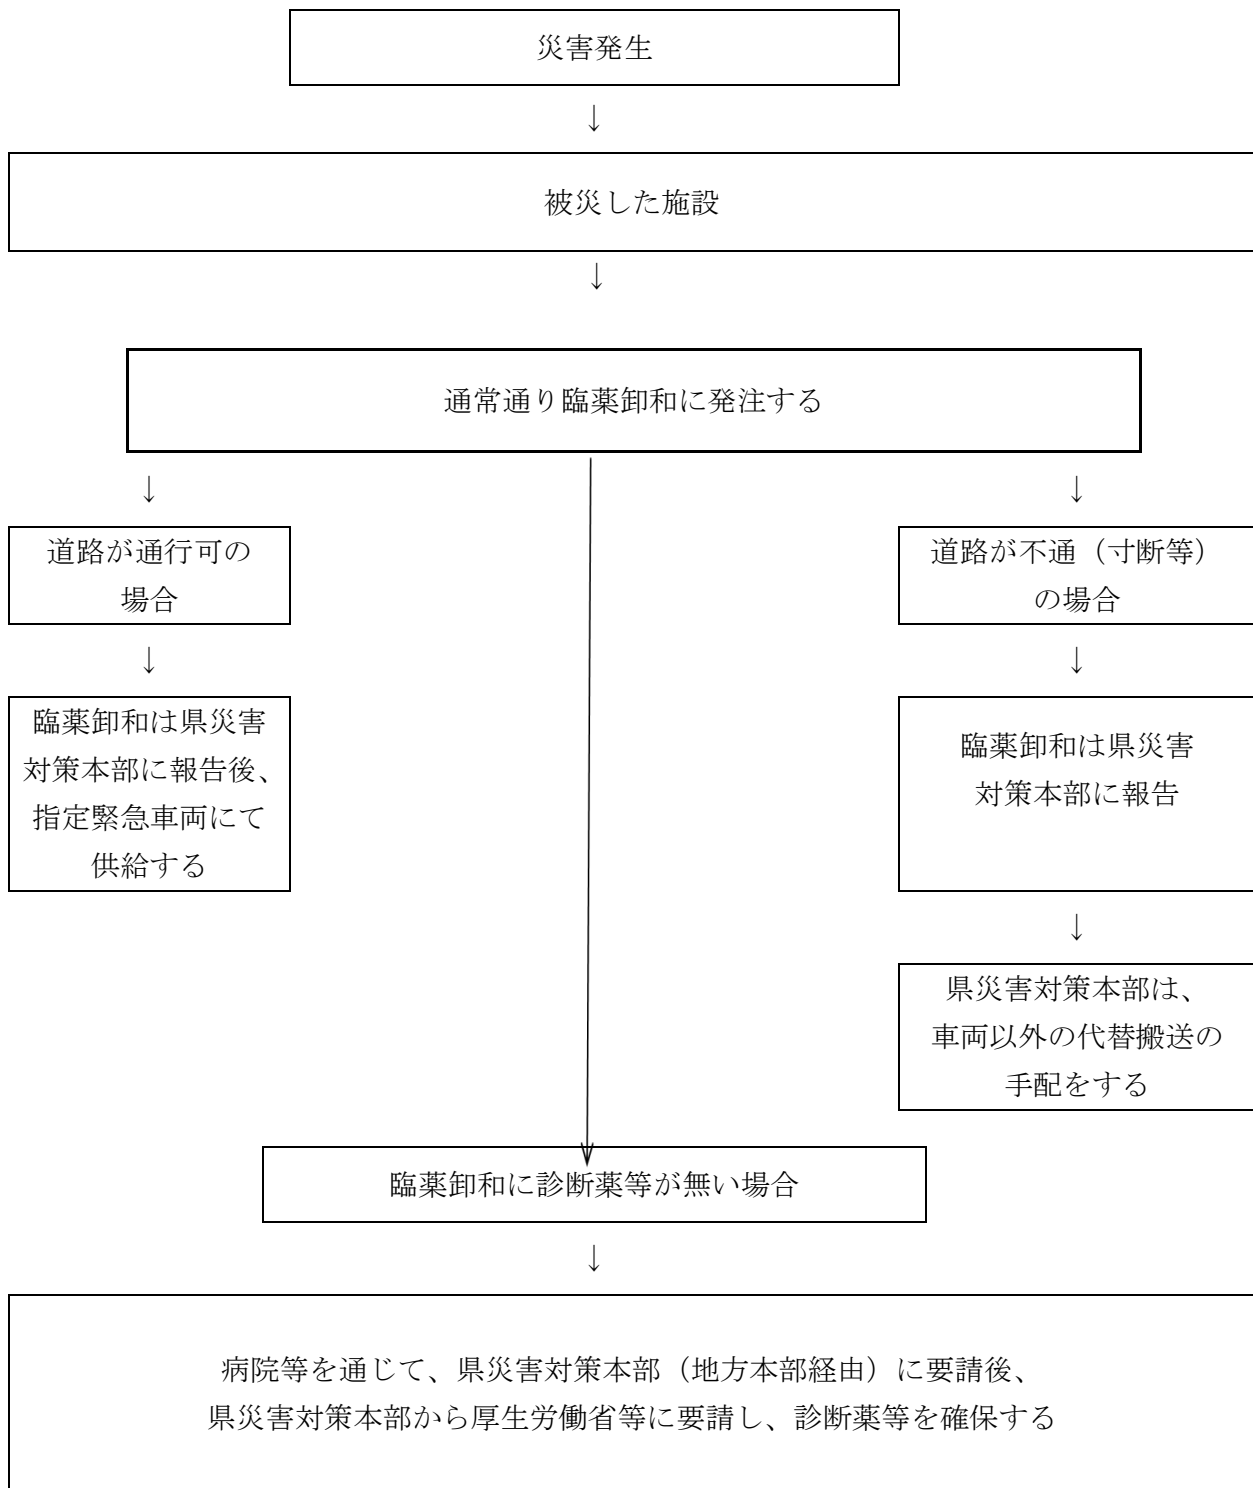 災害発生
↓
被災した施設
↓
通常通り臨薬卸和に発注する
↓
↓
道路が通行可の
場合
道路が不通（寸断等）
の場合
↓
↓
臨薬卸和は県災害
対策本部に報告後、
指定緊急車両にて
供給する
臨薬卸和は県災害
対策本部に報告
↓
県災害対策本部は、
車両以外の代替搬送の
手配をする
臨薬卸和に診断薬等が無い場合
↓
病院等を通じて、県災害対策本部（地方本部経由）に要請後、
県災害対策本部から厚生労働省等に要請し、診断薬等を確保する